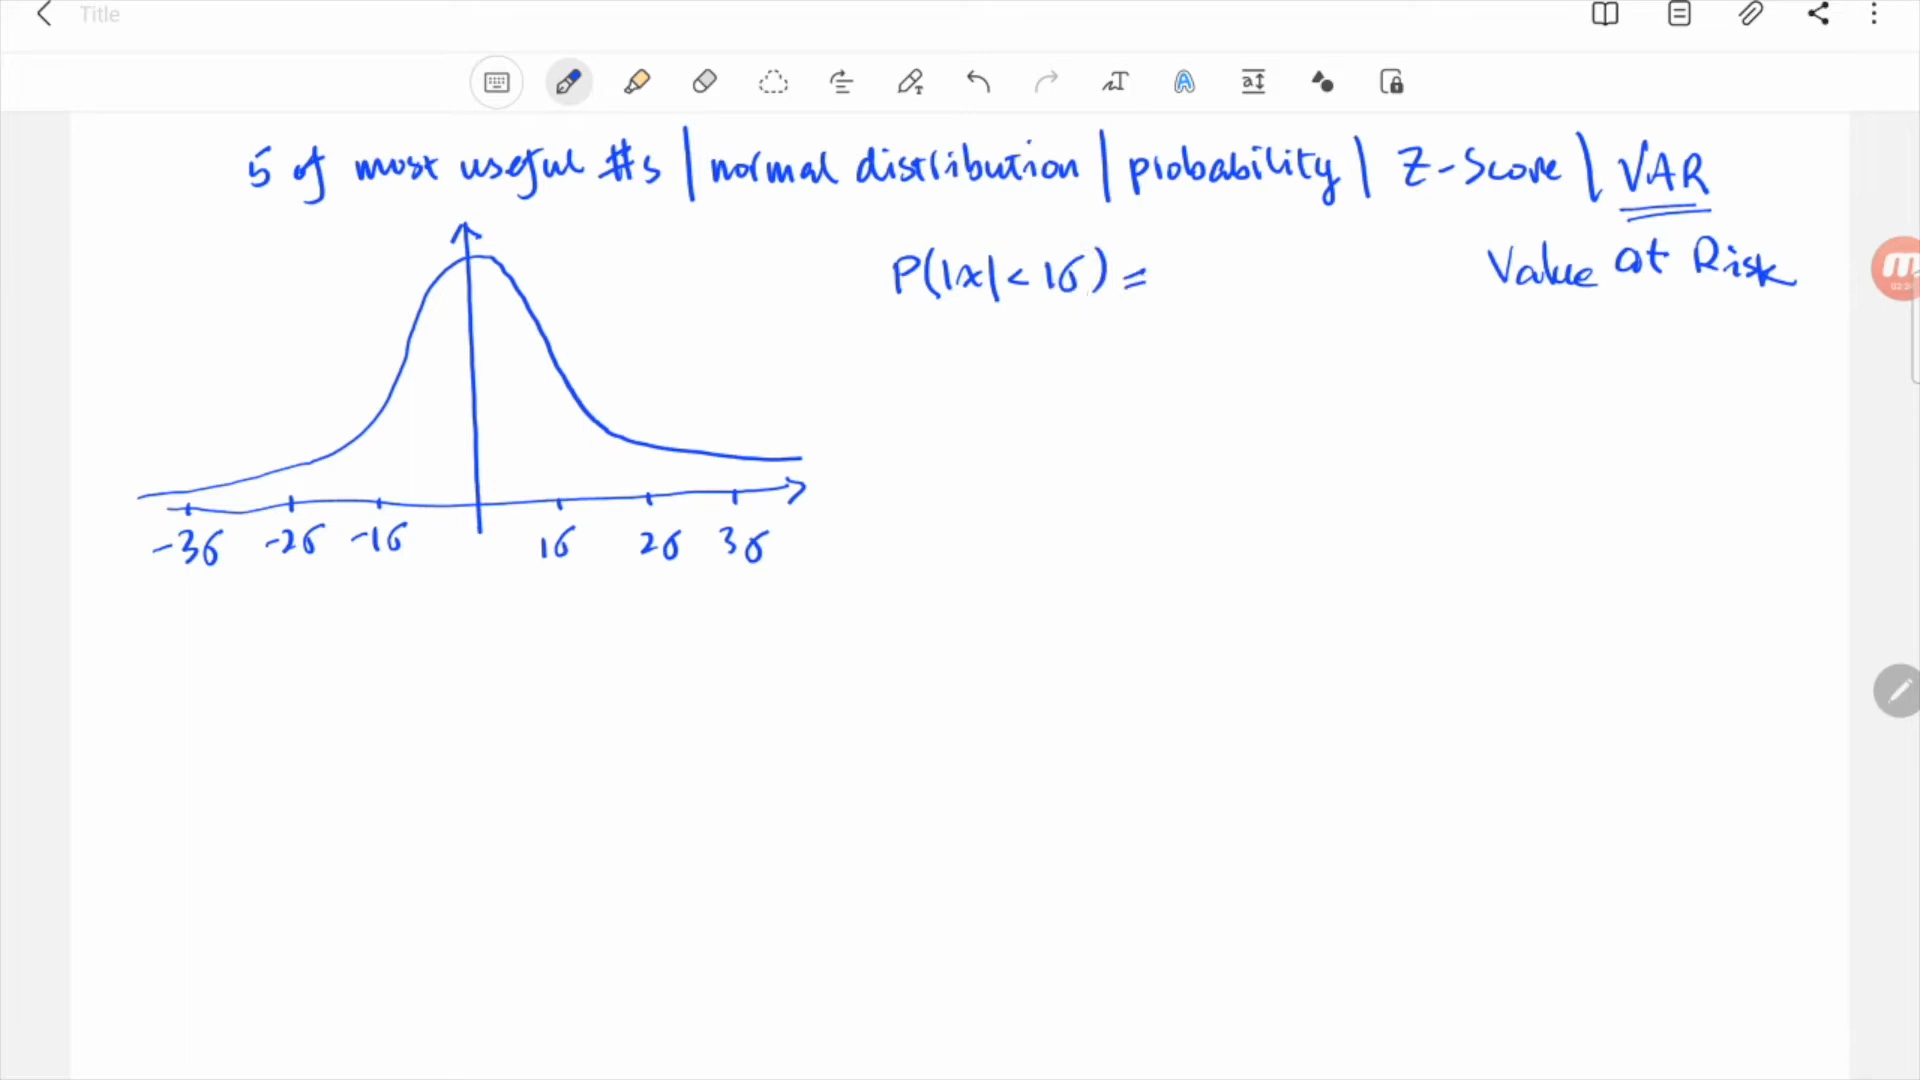 Title
5 of most useful #s | normal distribution | probability | Z-Score | VAR
P(|x| < 1σ) =
Value at Risk
-3σ -2σ -1σ 1σ 2σ 3σ